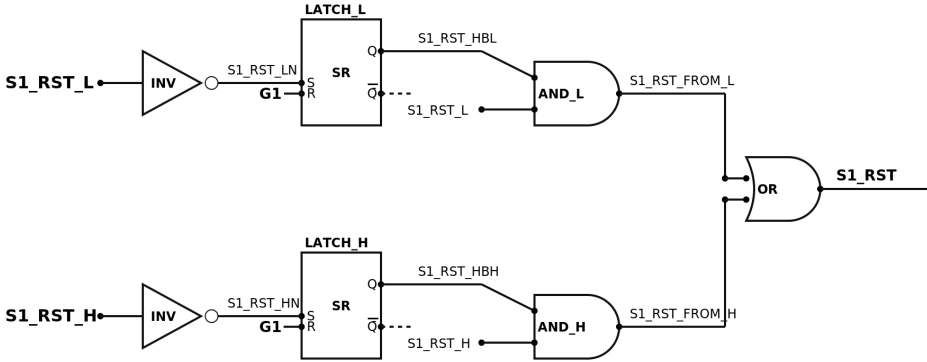 LATCH_L
S1_RST_L
INV
S1_RST_LN
S
R
G1
SR
Q
Q
S1_RST_HBL
S1_RST_L
AND_L
S1_RST_FROM_L
OR
S1_RST
LATCH_H
S1_RST_H
INV
S1_RST_HN
S
R
G1
SR
Q
Q
S1_RST_HBH
S1_RST_H
AND_H
S1_RST_FROM_H